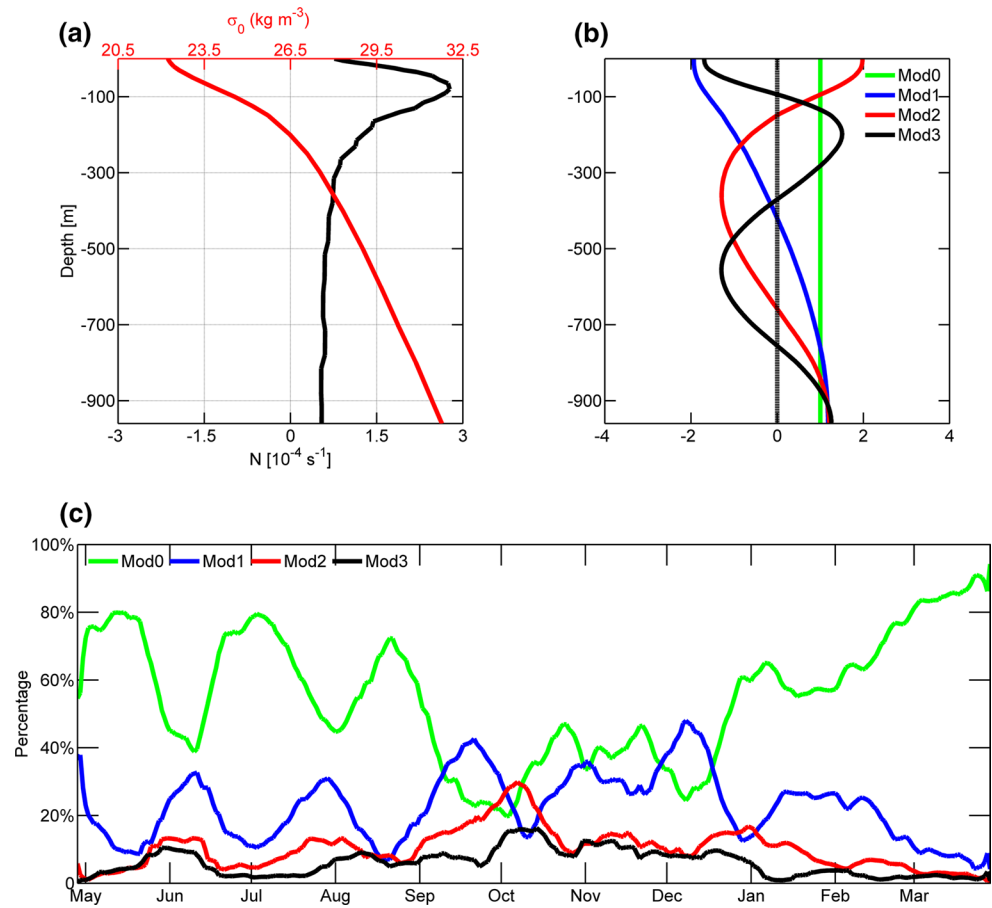 (a)
σ0 (kg m-3)
20.5 23.5 26.5 29.5 32.5
-100
-300
-500
-700
-900
Depth [m]
-3 -1.5 0 1.5 3
N [10-4 s-1]
(b)
Mod0
Mod1
Mod2
Mod3
-100
-300
-500
-700
-900
-4 -2 0 2 4
(c)
100%
80%
60%
40%
20%
0
Percentage
Mod0 Mod1 Mod2 Mod3
May Jun Jul Aug Sep Oct Nov Dec Jan Feb Mar